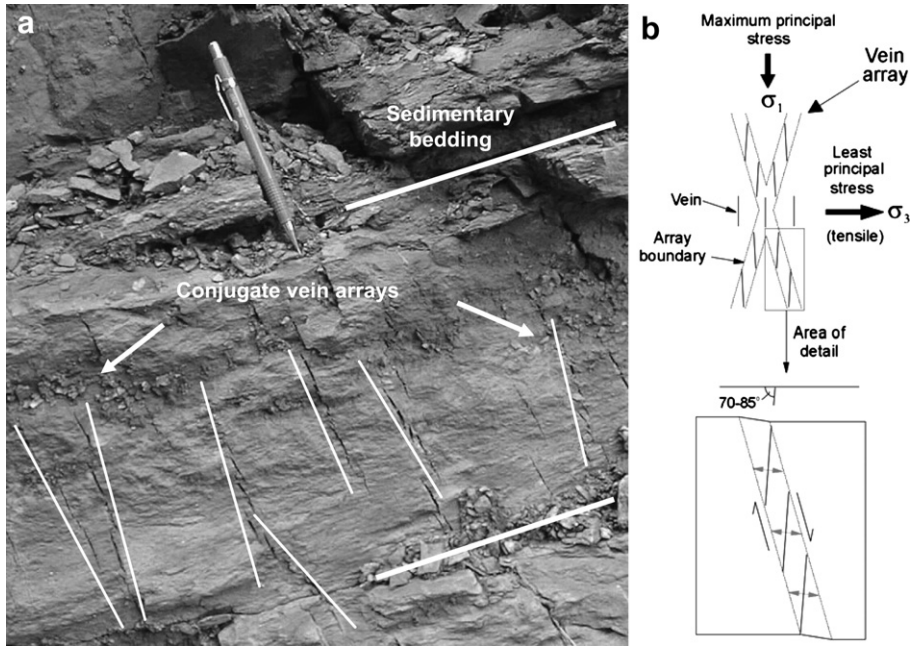 a
Sedimentary
bedding
Conjugate vein arrays
b
Maximum principal
stress
σ1
Vein
array
Least
principal
stress
σ3
(tensile)
Vein
Array
boundary
Area of
detail
70-85°